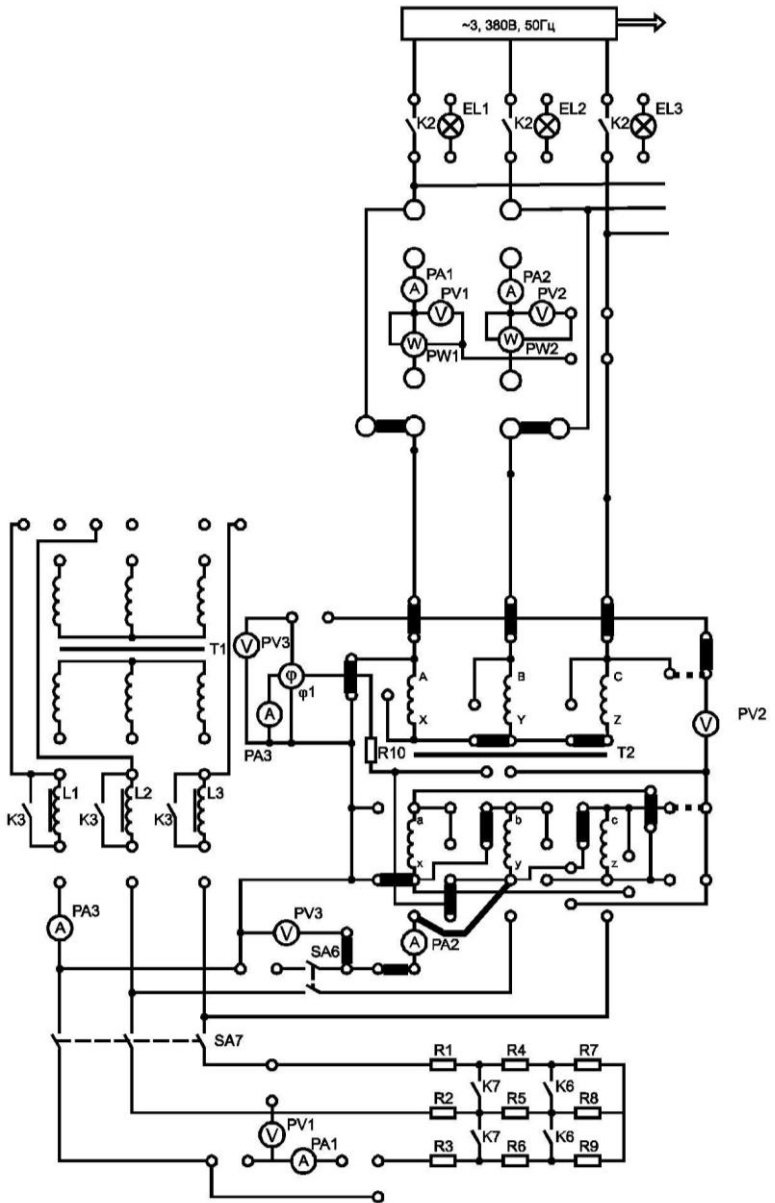 ~3, 380В, 50Гц
K2 EL1 K2 EL2 K2 EL3
PA1 PA2
A A
PV1 PV2
V V
W W
PW1 PW2
T1 PV3
V
A B C
φ φ1
X Y Z
A
PA3 R10 T2
V PV2
L1 L2 L3
K3 K3 K3
a b c
x y z
PA3 PV3
A V
SA6 A PA2
SA7
R1 R4 R7
K7 K6
R2 R5 R8
PV1
V
K7 K6
PA1
A
R3 R6 R9